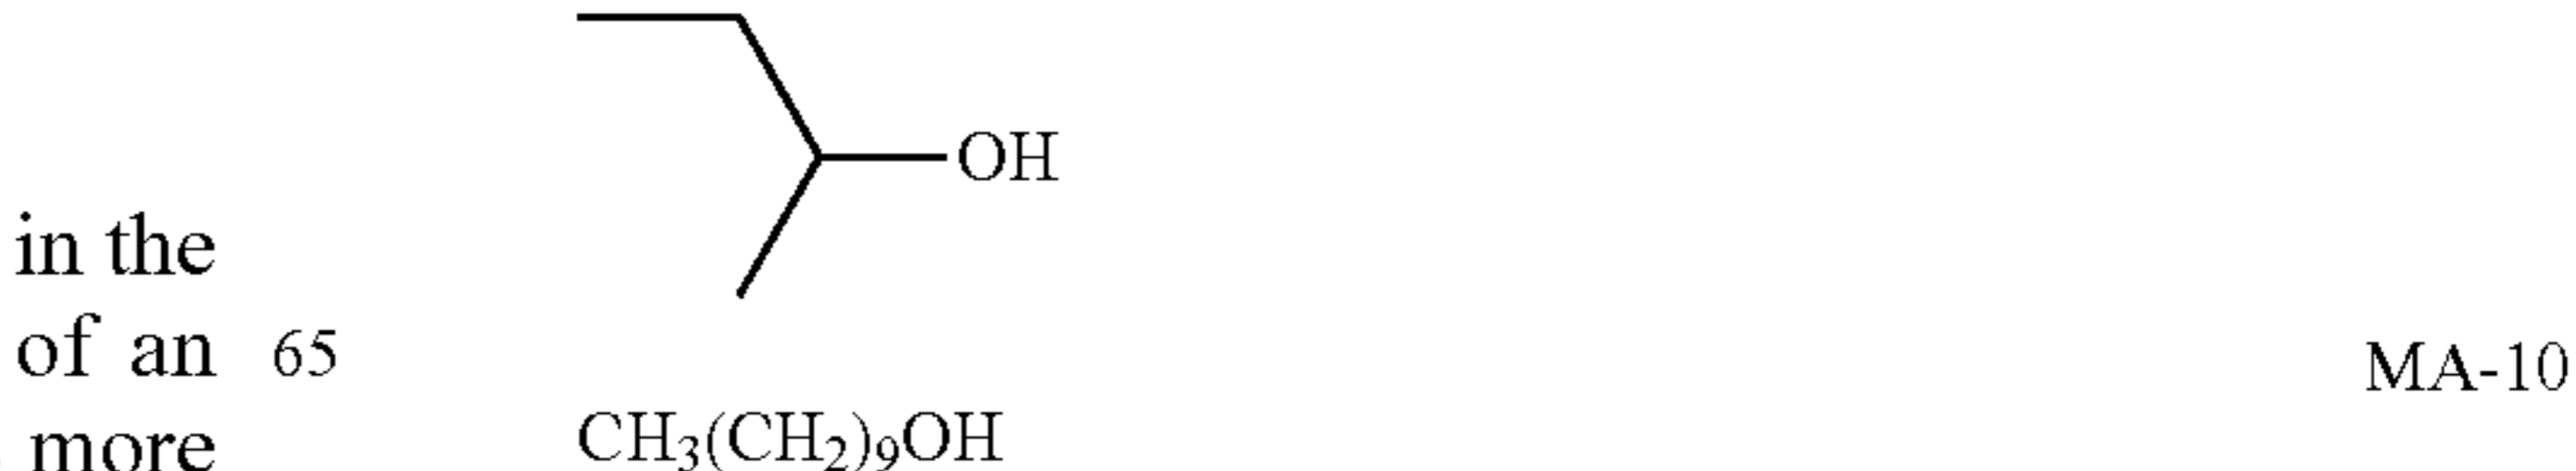 OH
in the
of an 65
MA-10
more
CH₃(CH₂)₉OH